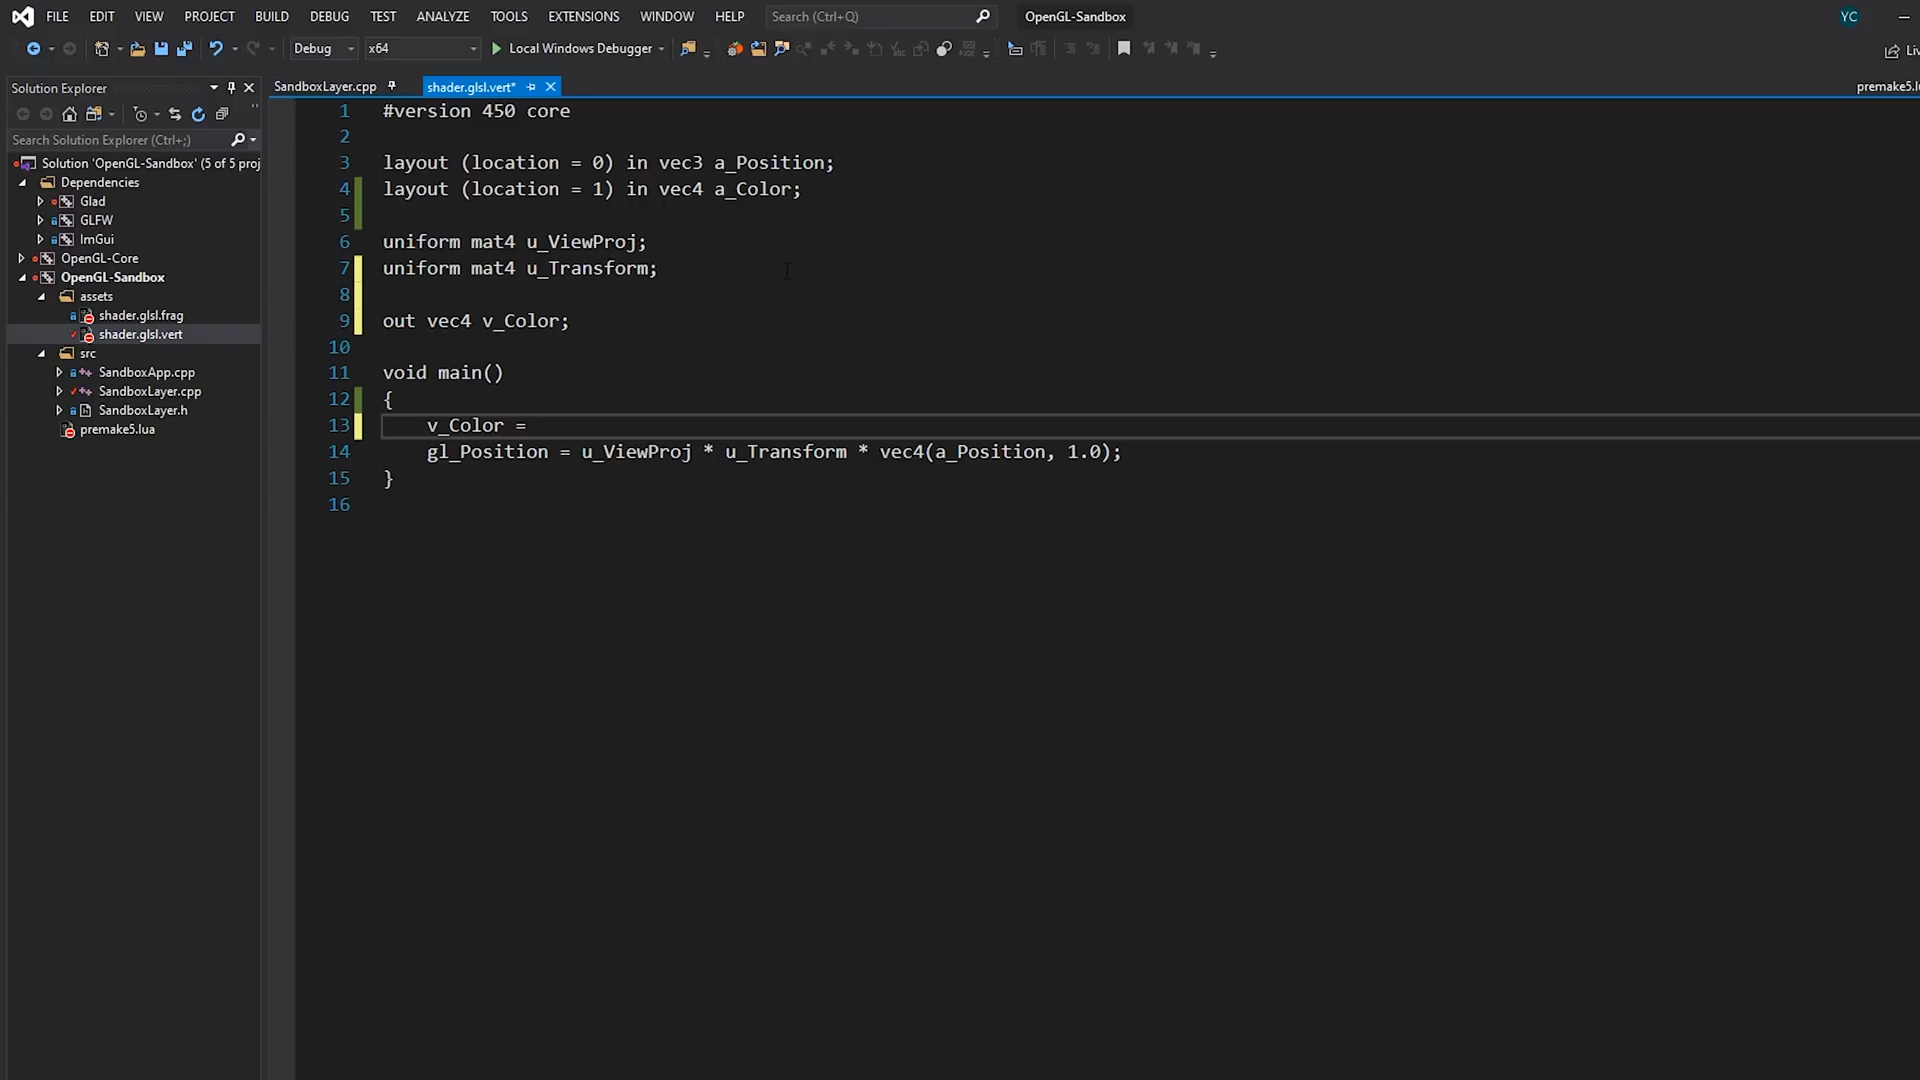 FILE EDIT VIEW PROJECT BUILD DEBUG TEST ANALYZE TOOLS EXTENSIONS WINDOW HELP Search (Ctrl+Q) OpenGL-Sandbox YC
Debug x64 Local Windows Debugger
Solution Explorer
Search Solution Explorer (Ctrl+;)
Solution 'OpenGL-Sandbox' (5 of 5 proj
Dependencies
Glad
GLFW
ImGui
OpenGL-Core
OpenGL-Sandbox
assets
shader.glsl.frag
shader.glsl.vert
src
SandboxApp.cpp
SandboxLayer.cpp
SandboxLayer.h
premake5.lua
SandboxLayer.cpp shader.glsl.vert*
1 #version 450 core
2
3 layout (location = 0) in vec3 a_Position;
4 layout (location = 1) in vec4 a_Color;
5
6 uniform mat4 u_ViewProj;
7 uniform mat4 u_Transform;
8
9 out vec4 v_Color;
10
11 void main()
12 {
13 v_Color =
14 gl_Position = u_ViewProj * u_Transform * vec4(a_Position, 1.0);
15 }
16